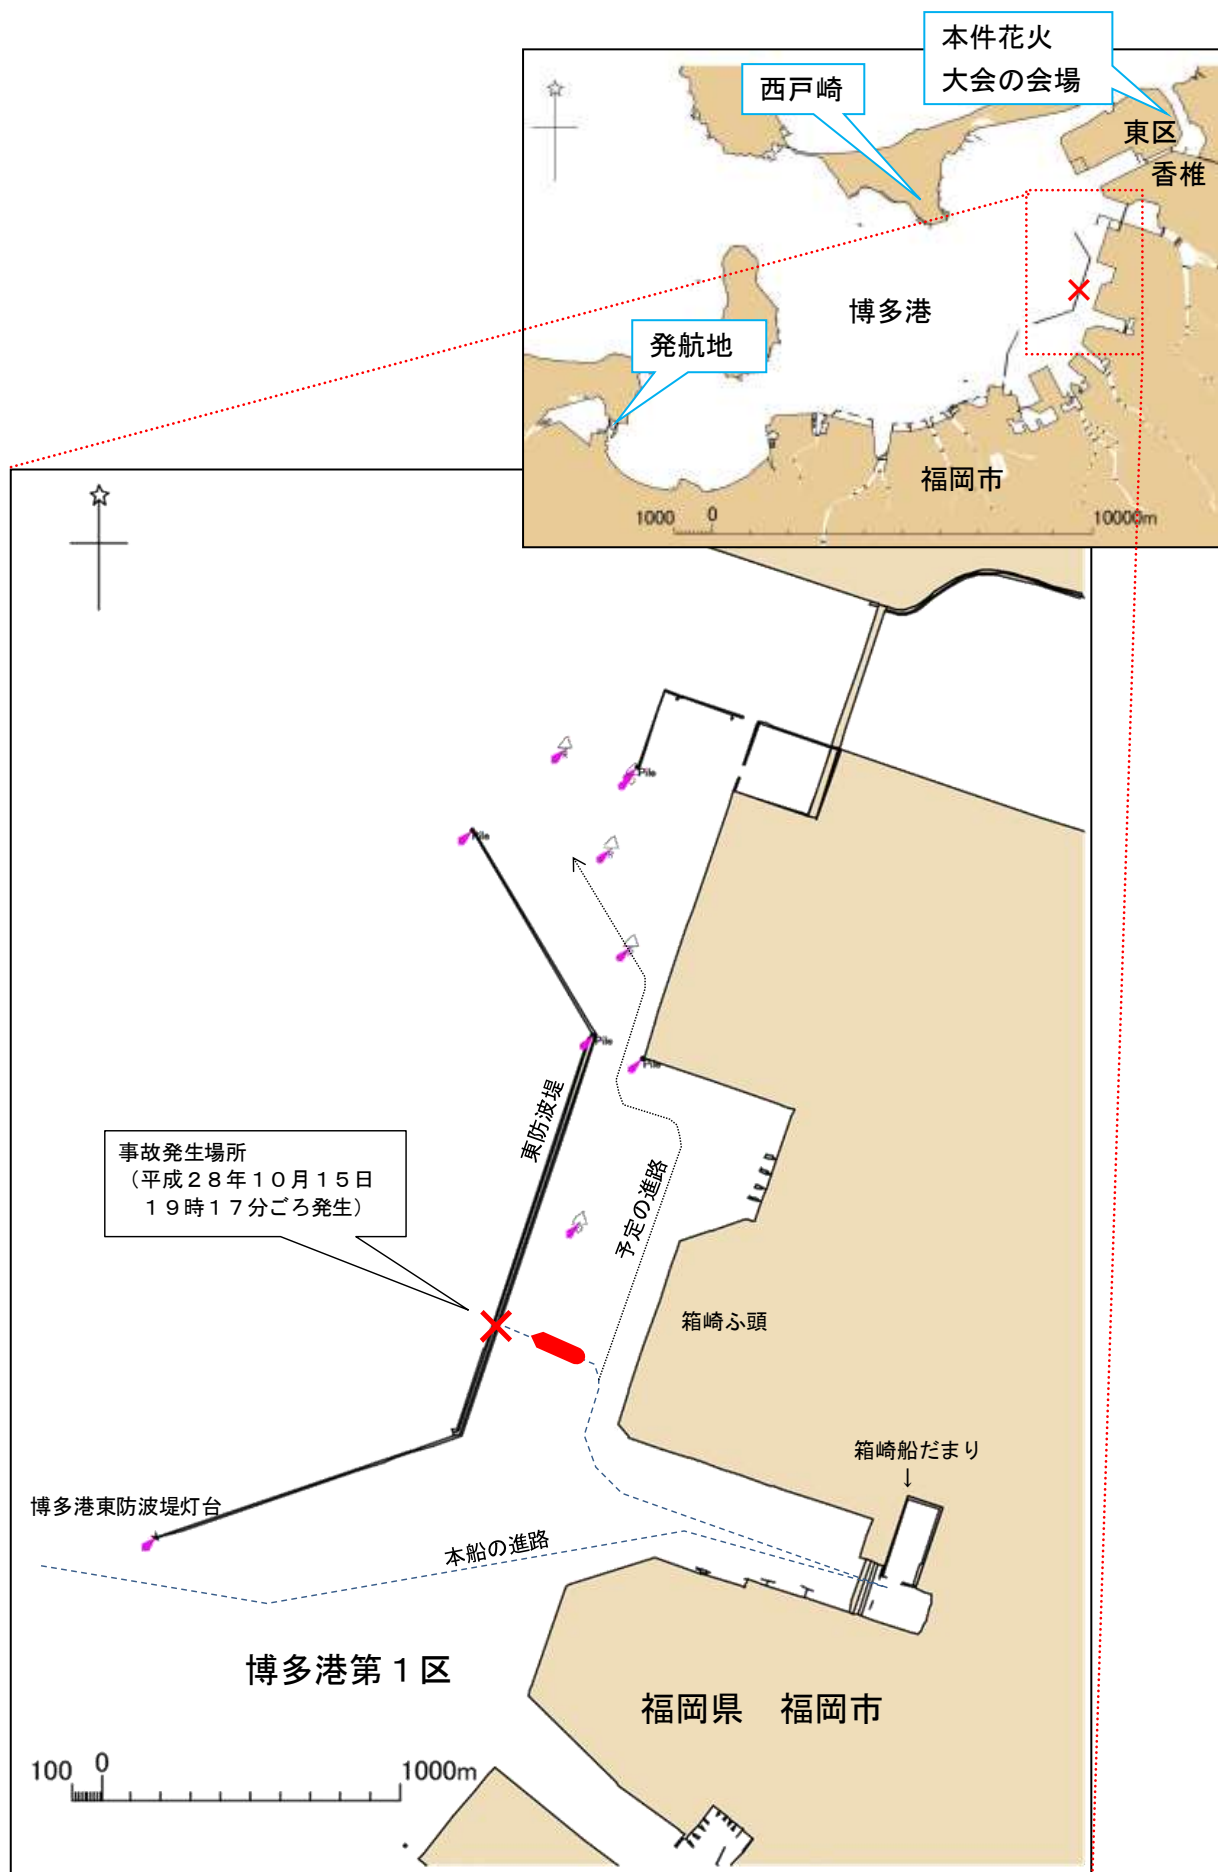 本件花火
大会の会場
西戸崎
東区
香椎
博多港
発航地
福岡市
1000 0 10000m
Pile
Pile
Pile
Pile
東防波堤
事故発生場所
（平成２８年１０月１５日
１９時１７分ごろ発生）
予定の進路
箱崎ふ頭
箱崎船だまり
↓
博多港東防波堤灯台
本船の進路
博多港第１区
福岡県　福岡市
100 0 1000m